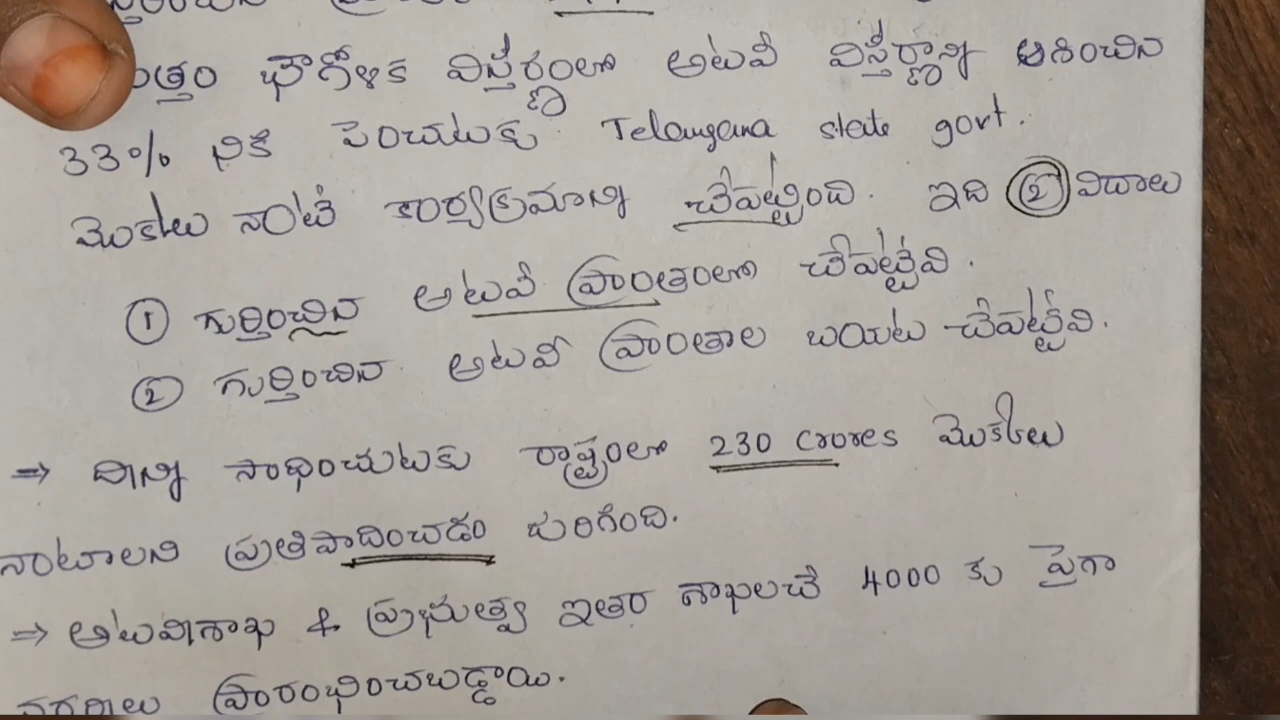 మొత్తం భౌగోళిక విస్తీర్ణంలో అటవీ విస్తీర్ణాన్ని ఆశించిన
33% నికి పెంచుటకు Telangana state govt.
మొకలు నాటే కార్యక్రమాన్ని చేపట్టింది. ఇది ② విదాలు
① గుర్తించిన అటవీ ప్రాంతంలో చేపట్టేవి.
② గుర్తించిన అటవీ ప్రాంతాల బయట చేపట్టేవి.
⇒ దీన్ని సాధించుటకు రాష్ట్రంలో 230 crores మొకలు
నాటాలని ప్రతిపాదించడం జరిగింది.
⇒ అటవీశాఖ & ప్రభుత్వ ఇతర శాఖలచే 4000 కు పైగా
ప్రారంభించబడ్డాయి.